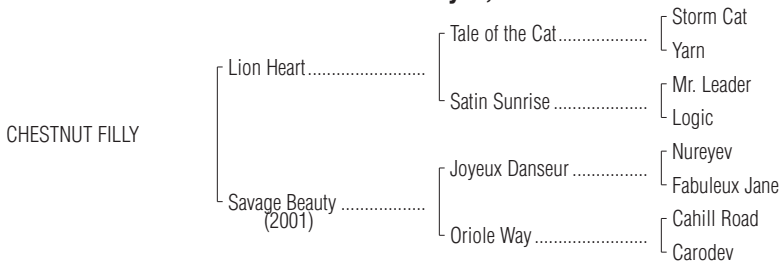 Storm Cat
Tale of the Cat
Yarn
Lion Heart
Mr. Leader
Satin Sunrise
Logic
CHESTNUT FILLY
Nureyev
Joyeux Danseur
Fabuleux Jane
Savage Beauty
(2001)
Cahill Road
Oriole Way
Carodev